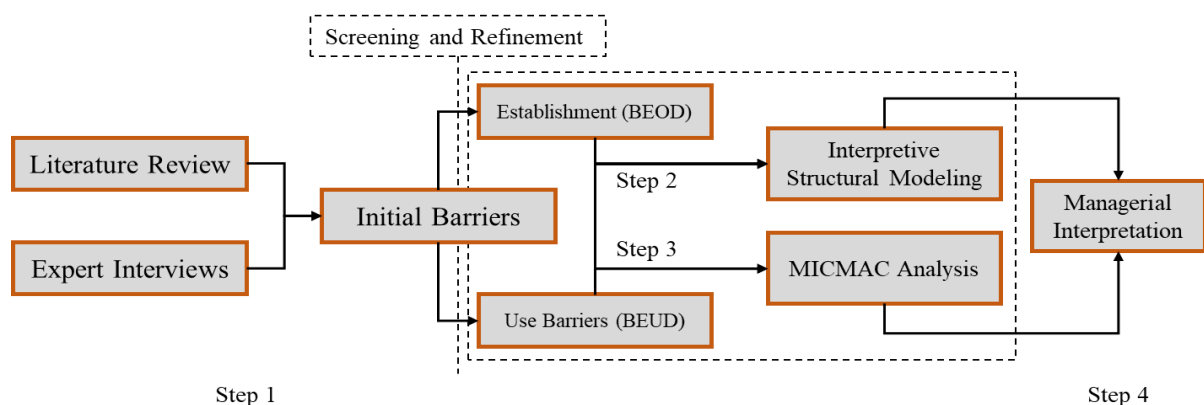 Screening and Refinement
Literature Review
Expert Interviews
Initial Barriers
Establishment (BEOD)
Use Barriers (BEUD)
Step 2
Step 3
Interpretive
Structural Modeling
MICMAC Analysis
Managerial
Interpretation
Step 1
Step 4